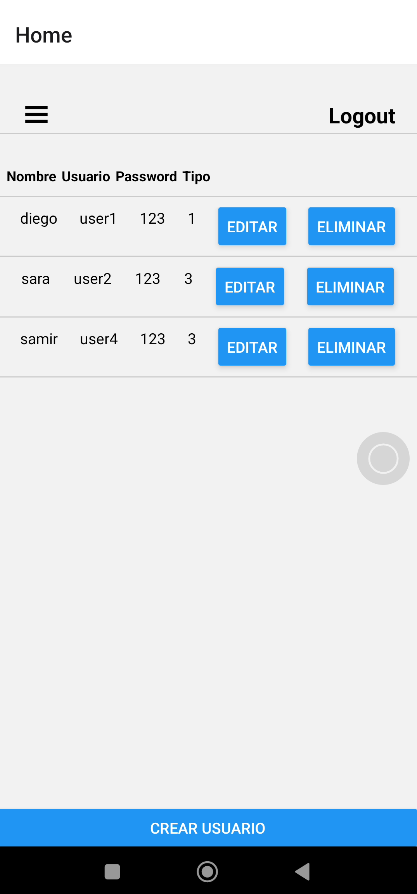 Home
Logout
Nombre Usuario Password Tipo
diego user1 123 1 EDITAR ELIMINAR
sara user2 123 3 EDITAR ELIMINAR
samir user4 123 3 EDITAR ELIMINAR
CREAR USUARIO